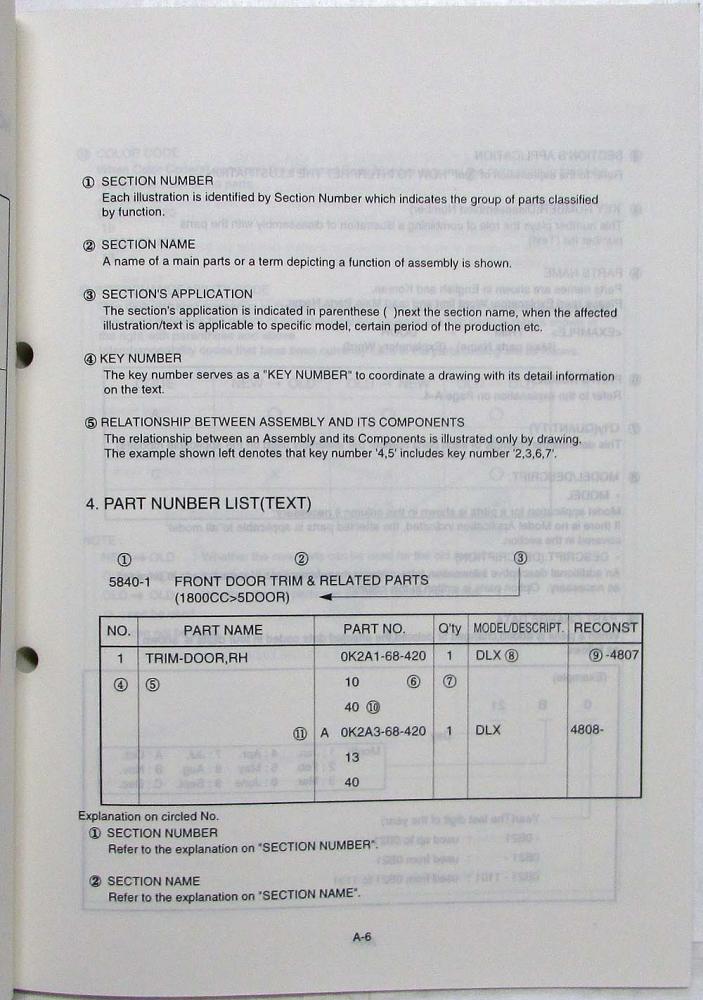 ① SECTION NUMBER
Each illustration is identified by Section Number which indicates the group of parts classified
by function.
② SECTION NAME
A name of a main parts or a term depicting a function of assembly is shown.
③ SECTION'S APPLICATION
The section's application is indicated in parenthese ( )next the section name, when the affected
illustration/text is applicable to specific model, certain period of the production etc.
④ KEY NUMBER
The key number serves as a "KEY NUMBER" to coordinate a drawing with its detail information
on the text.
⑤ RELATIONSHIP BETWEEN ASSEMBLY AND ITS COMPONENTS
The relationship between an Assembly and its Components is illustrated only by drawing.
The example shown left denotes that key number '4,5' includes key number '2,3,6,7'.
4. PART NUNBER LIST(TEXT)
① ② ③
5840-1 FRONT DOOR TRIM & RELATED PARTS
(1800CC>5DOOR)
NO. PART NAME PART NO. Q'ty MODEL/DESCRIPT. RECONST
1 TRIM-DOOR,RH 0K2A1-68-420 1 DLX ⑧ ⑨ -4807
④ ⑤ 10 ⑥ ⑦
40 ⑩
⑪ A 0K2A3-68-420 1 DLX 4808-
13
40
Explanation on circled No.
① SECTION NUMBER
Refer to the explanation on "SECTION NUMBER".
② SECTION NAME
Refer to the explanation on "SECTION NAME".
A-6